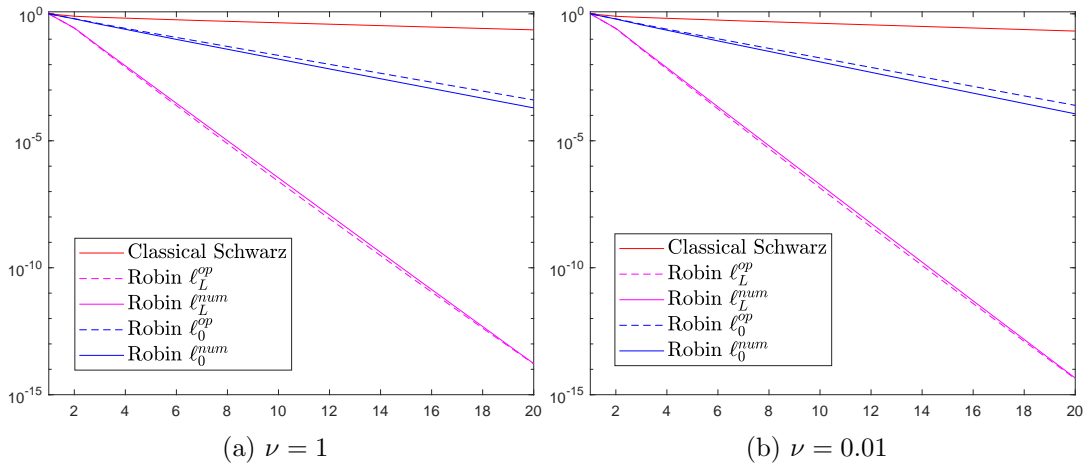 10^0
10^-5
10^-10
10^-15
2 4 6 8 10 12 14 16 18 20
Classical Schwarz
Robin ℓ_L^{op}
Robin ℓ_L^{num}
Robin ℓ_0^{op}
Robin ℓ_0^{num}
(a) ν = 1
10^0
10^-5
10^-10
10^-15
2 4 6 8 10 12 14 16 18 20
Classical Schwarz
Robin ℓ_L^{op}
Robin ℓ_L^{num}
Robin ℓ_0^{op}
Robin ℓ_0^{num}
(b) ν = 0.01